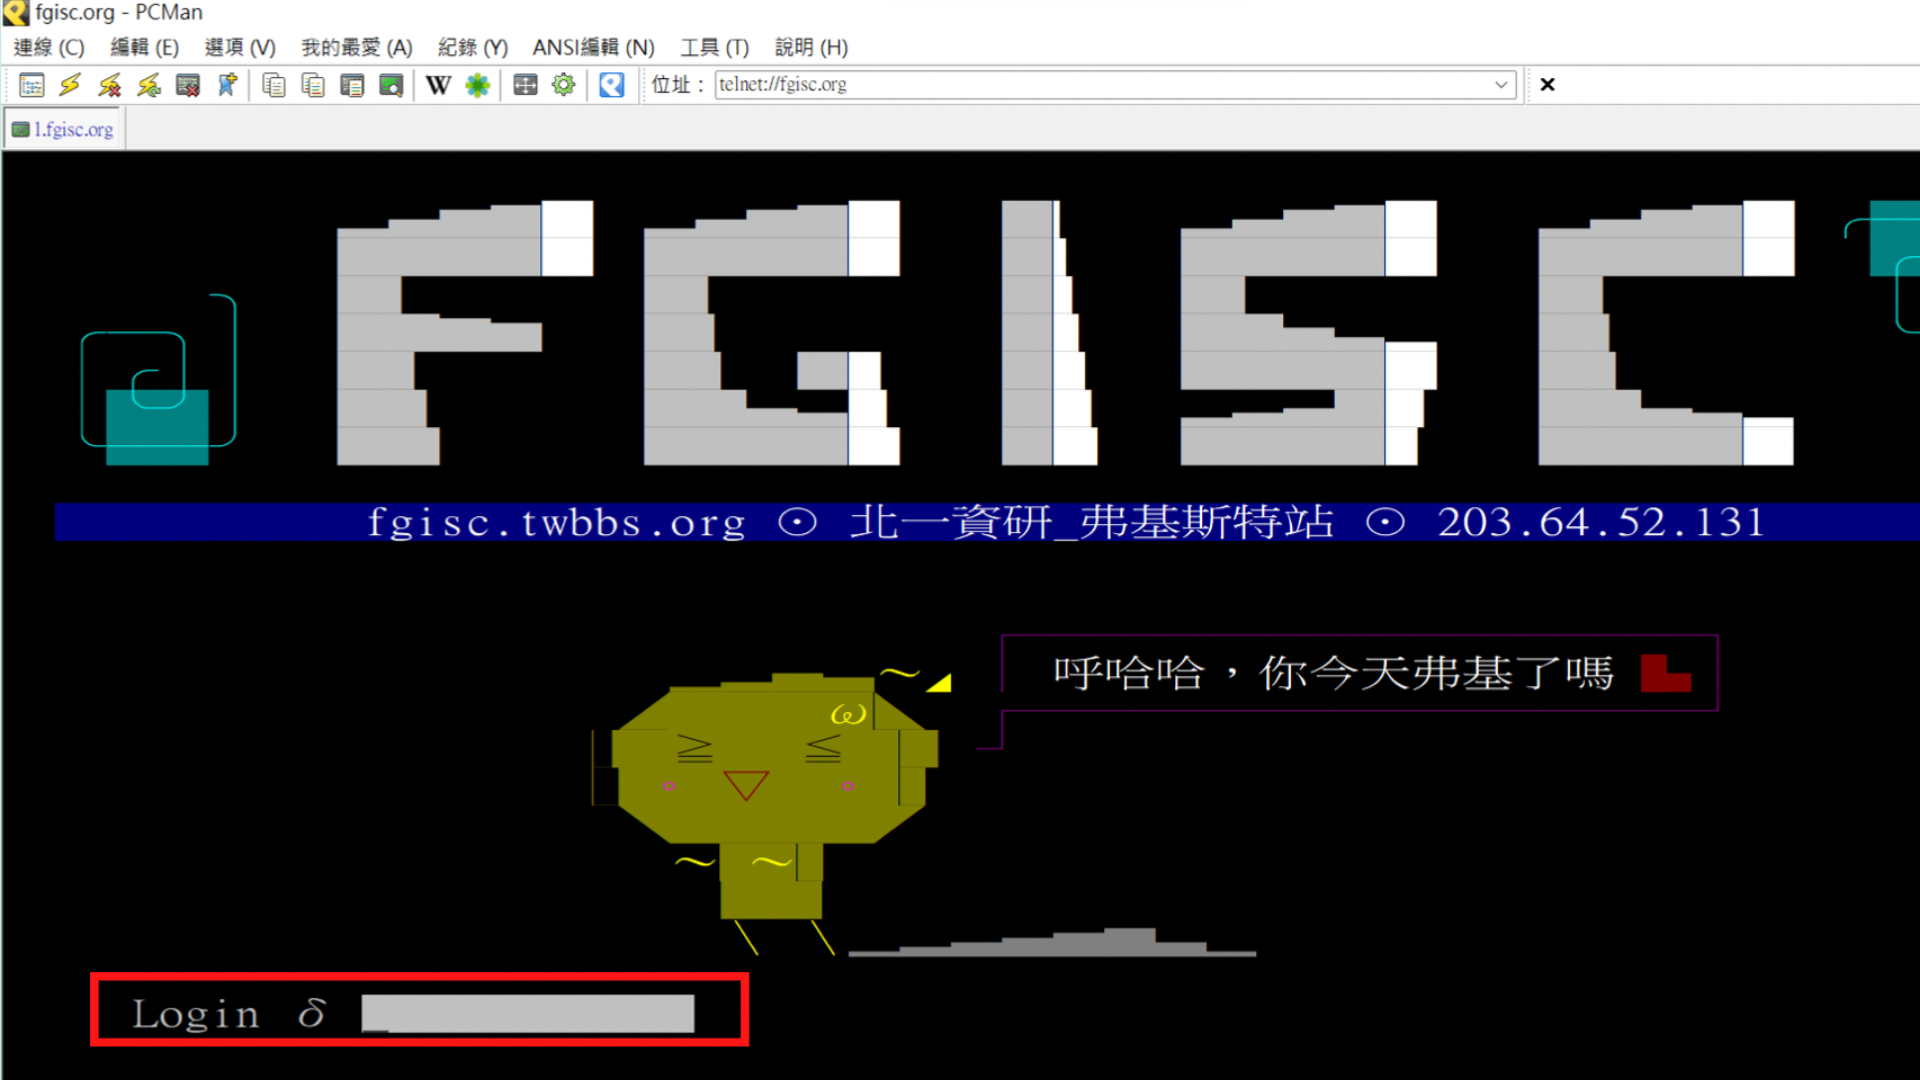 fgisc.org - PCMan
連線 (C) 編輯 (E) 選項 (V) 我的最愛 (A) 紀錄 (Y) ANSI編輯 (N) 工具 (T) 說明 (H)
W 位址： telnet://fgisc.org
1.fgisc.org
FGISC
fgisc.twbbs.org ⊙ 北一資研_弗基斯特站 ⊙ 203.64.52.131
呼哈哈，你今天弗基了嗎
～
ω
≧ ≦
▽
～ ～
Login δ